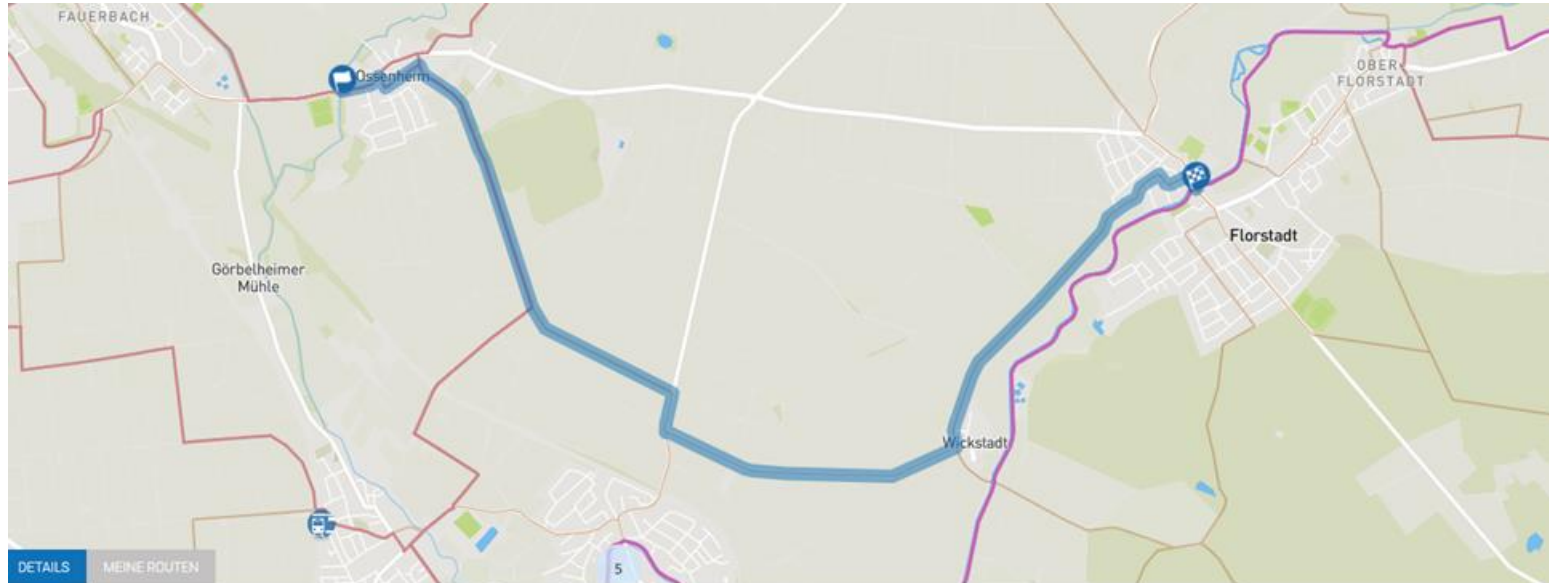 FAUERBACH
Ossenheim
OBER-
FLORSTADT
Florstadt
Görbelheimer
Mühle
Wickstadt
5
DETAILS
MEINE ROUTEN